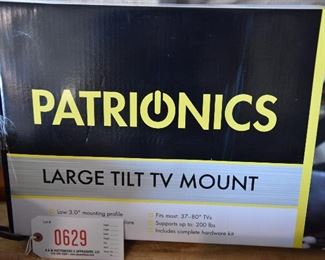 PATRIONICS
LARGE TILT TV MOUNT
Low 3.0" mounting profile
Fits most 37-80" TVs
Supports up to 200 lbs
Includes complete hardware kit
0629